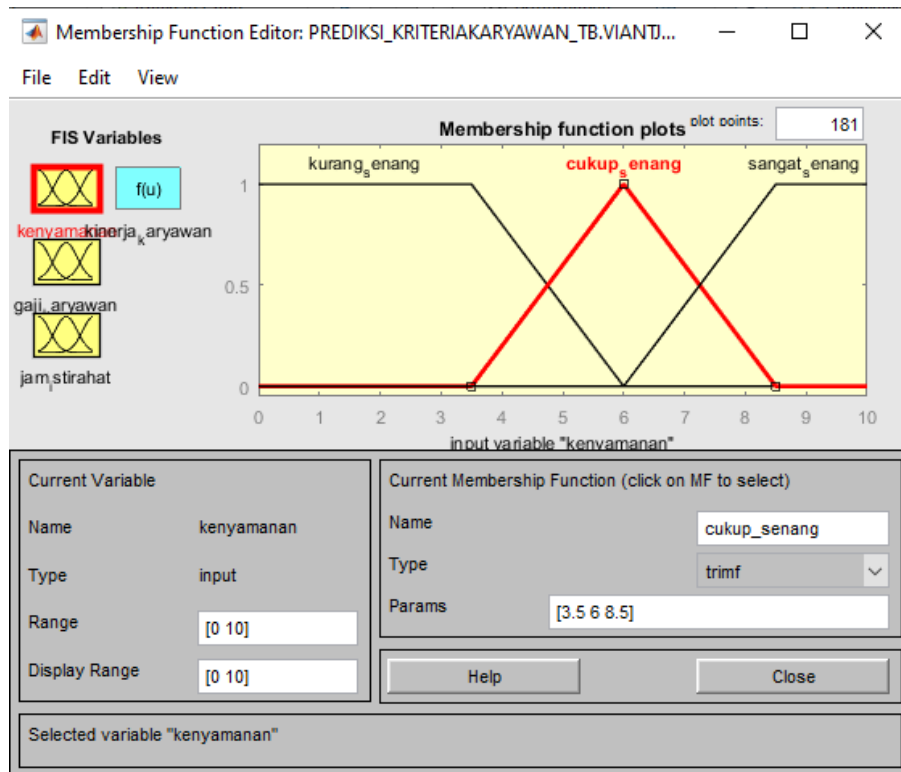 Membership Function Editor: PREDIKSI_KRITERIAKARYAWAN_TB.VIANTJ...
File Edit View
FIS Variables
Membership function plots
plot points:
181
f(u)
kenyamanan
kinerja_karyawan
gaji_karyawan
jam_istirahat
kurang_senang
cukup_senang
sangat_senang
1
0.5
0
0 1 2 3 4 5 6 7 8 9 10
input variable "kenyamanan"
Current Variable
Name kenyamanan
Type input
Range [0 10]
Display Range [0 10]
Current Membership Function (click on MF to select)
Name cukup_senang
Type trimf
Params [3.5 6 8.5]
Help
Close
Selected variable "kenyamanan"